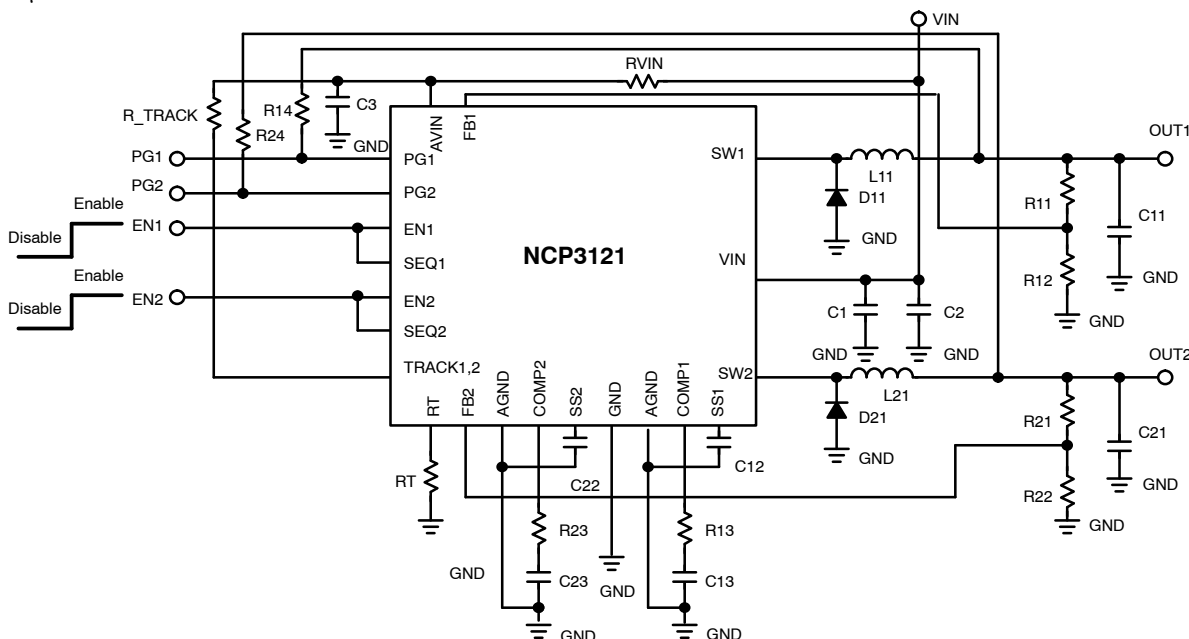 VIN
RVIN
R_TRACK
R14
C3
R24
GND
AVIN
FB1
OUT1
PG1
PG1
SW1
L11
PG2
PG2
D11
R11
C11
Enable
EN1
EN1
GND
Disable
SEQ1
NCP3121
VIN
R12
GND
Enable
EN2
EN2
C1
C2
GND
Disable
SEQ2
GND
GND
OUT2
TRACK1,2
SW2
L21
RT
FB2
AGND
COMP2
SS2
GND
AGND
COMP1
SS1
D21
R21
C21
GND
RT
C22
C12
R22
GND
GND
R23
R13
GND
C23
GND
C13
GND
GND